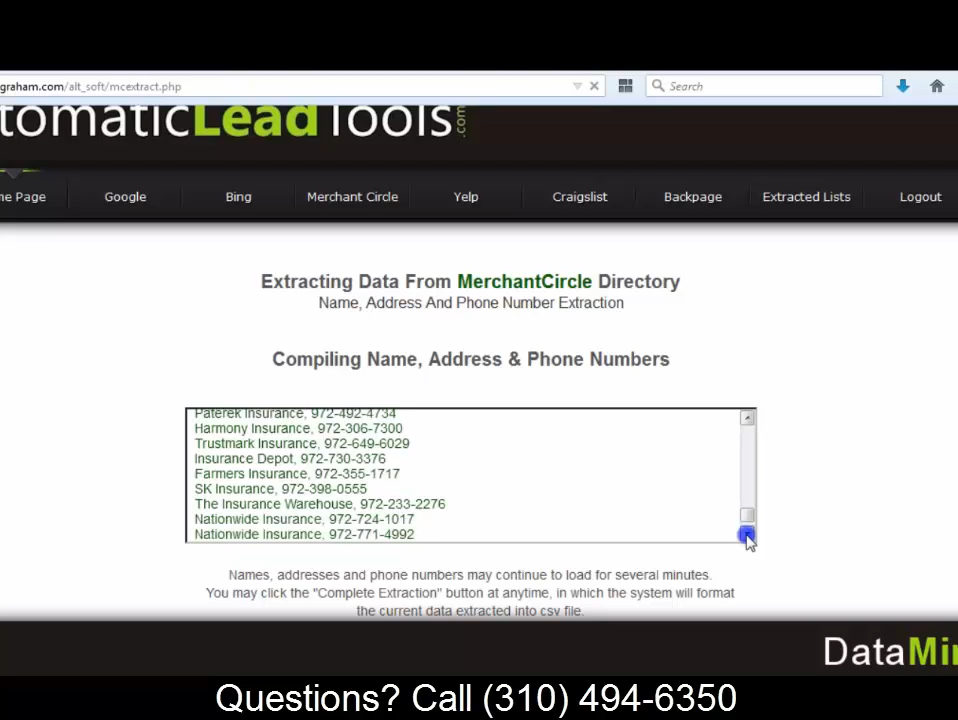 graham.com/alt_soft/mcextract.php
Search
tomaticLeadTools.com
me Page
Google
Bing
Merchant Circle
Yelp
Craigslist
Backpage
Extracted Lists
Logout
Extracting Data From MerchantCircle Directory
Name, Address And Phone Number Extraction
Compiling Name, Address & Phone Numbers
Paterek Insurance, 972-492-4734
Harmony Insurance, 972-306-7300
Trustmark Insurance, 972-649-6029
Insurance Depot, 972-730-3376
Farmers Insurance, 972-355-1717
SK Insurance, 972-398-0555
The Insurance Warehouse, 972-233-2276
Nationwide Insurance, 972-724-1017
Nationwide Insurance, 972-771-4992
Names, addresses and phone numbers may continue to load for several minutes.
You may click the "Complete Extraction" button at anytime, in which the system will format
the current data extracted into csv file.
DataMi
Questions? Call (310) 494-6350